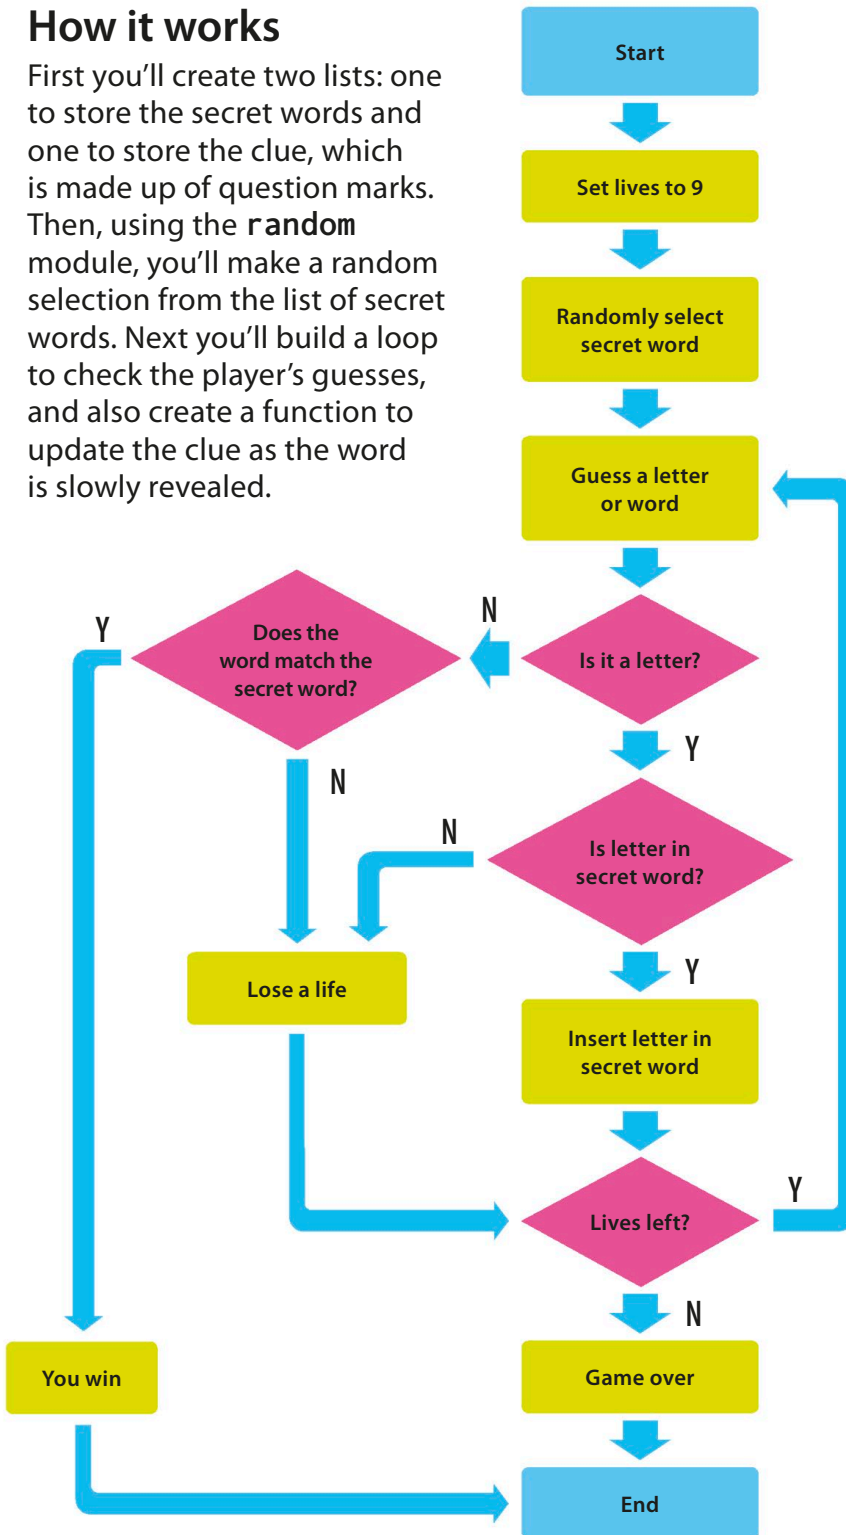 How it works
First you’ll create two lists: one
to store the secret words and
one to store the clue, which
is made up of question marks.
Then, using the random
module, you’ll make a random
selection from the list of secret
words. Next you’ll build a loop
to check the player’s guesses,
and also create a function to
update the clue as the word
is slowly revealed.
Start
Set lives to 9
Randomly select
secret word
Guess a letter
or word
Is it a letter?
N
Y
Does the
word match the
secret word?
Y
N
Is letter in
secret word?
N
Y
Lose a life
Insert letter in
secret word
Lives left?
Y
N
You win
Game over
End